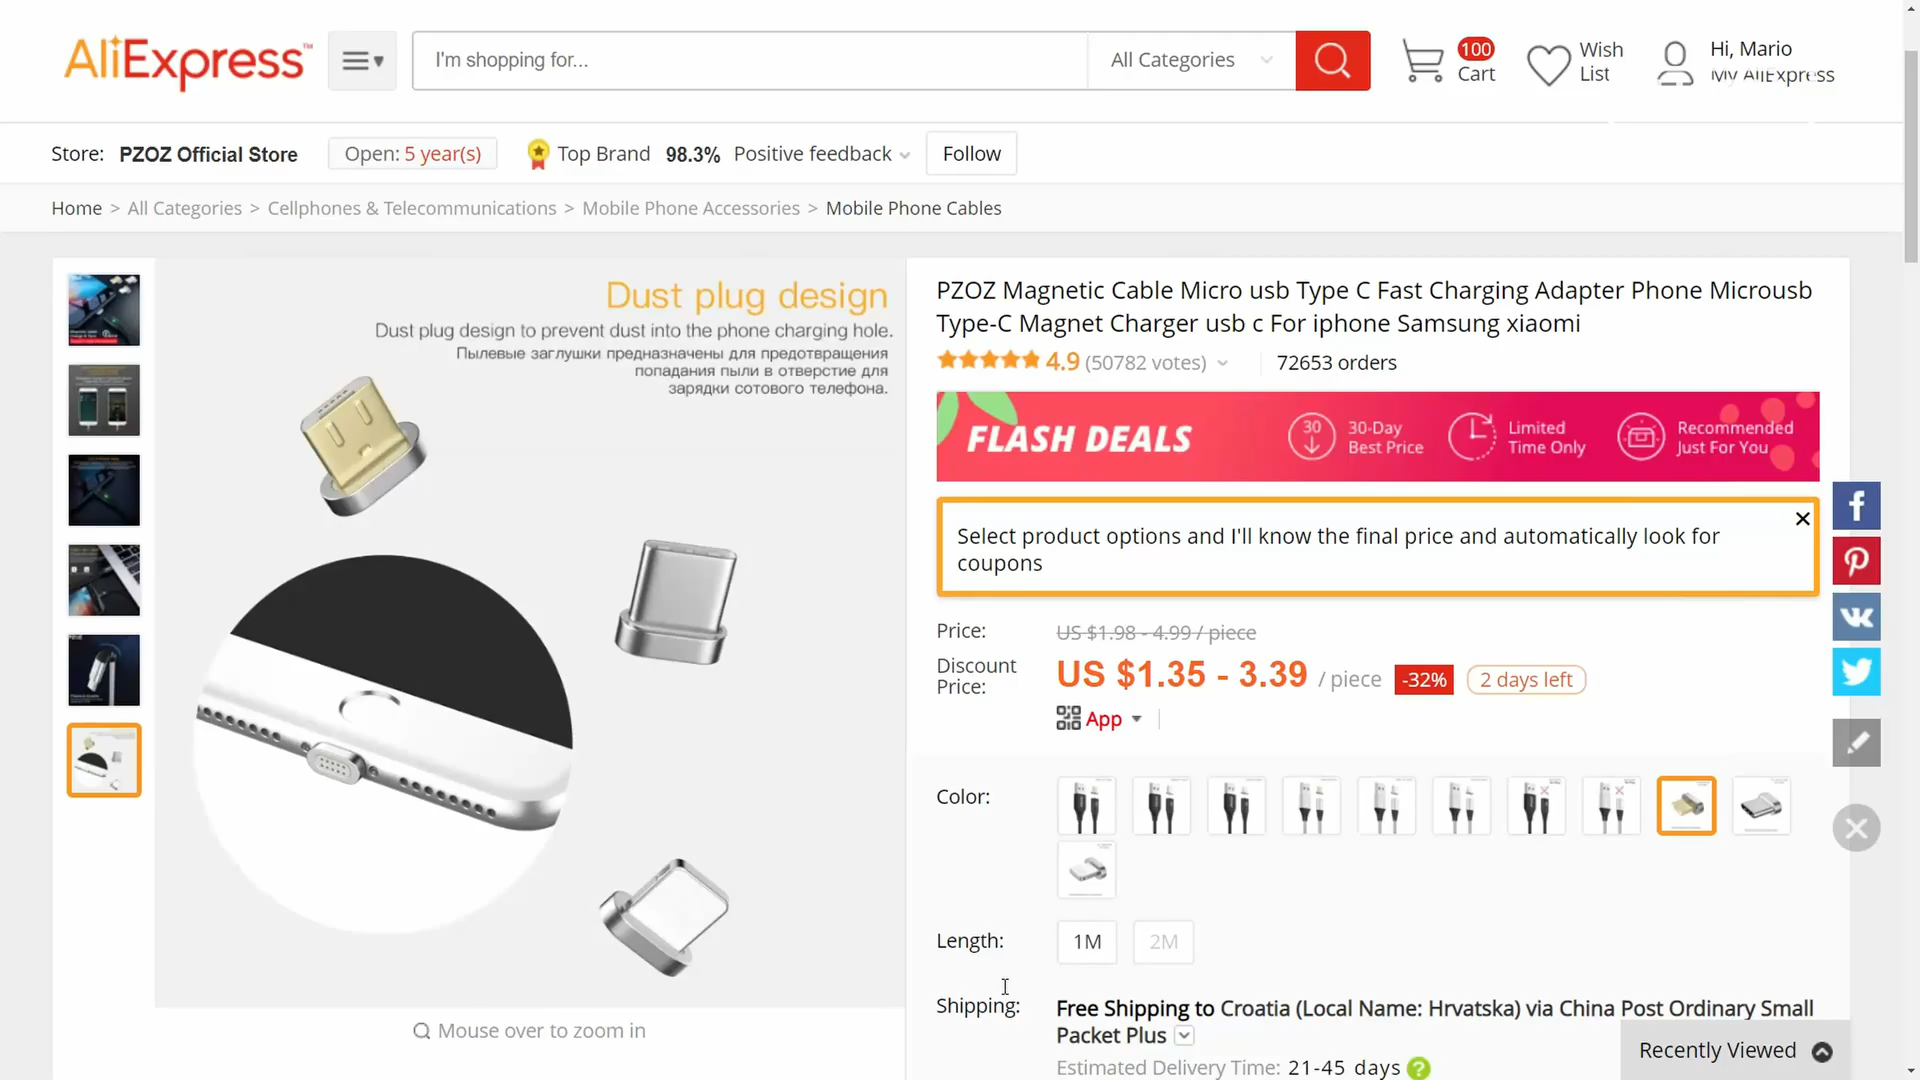 AliExpress™
I'm shopping for...
All Categories
100
Cart
Wish
List
Hi, Mario
My AliExpress
Store: PZOZ Official Store
Open: 5 year(s)
Top Brand 98.3% Positive feedback
Follow
Home > All Categories > Cellphones & Telecommunications > Mobile Phone Accessories > Mobile Phone Cables
Dust plug design
Dust plug design to prevent dust into the phone charging hole.
Пылевые заглушки предназначены для предотвращения
попадания пыли в отверстие для
зарядки сотового телефона.
Mouse over to zoom in
PZOZ Magnetic Cable Micro usb Type C Fast Charging Adapter Phone Microusb
Type-C Magnet Charger usb c For iphone Samsung xiaomi
4.9 (50782 votes)
72653 orders
FLASH DEALS
30
30-Day
Best Price
Limited
Time Only
Recommended
Just For You
Select product options and I'll know the final price and automatically look for
coupons
Price: US $1.98 - 4.99 / piece
Discount
Price:
US $1.35 - 3.39 / piece
-32%
2 days left
App
Color:
Length: 1M 2M
Shipping: Free Shipping to Croatia (Local Name: Hrvatska) via China Post Ordinary Small
Packet Plus
Estimated Delivery Time: 21-45 days ?
Recently Viewed